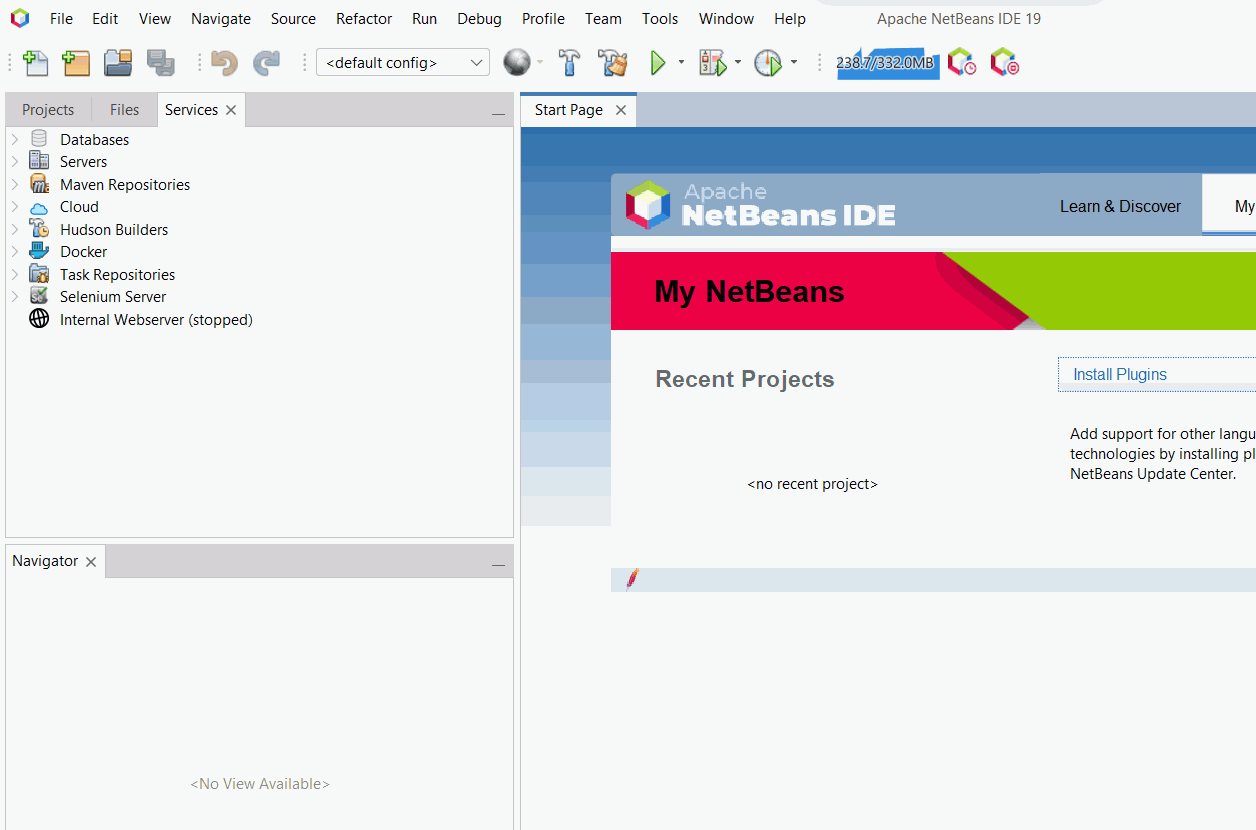 File Edit View Navigate Source Refactor Run Debug Profile Team Tools Window Help Apache NetBeans IDE 19
<default config> 238.7/332.0MB
Projects Files Services
Databases
Servers
Maven Repositories
Cloud
Hudson Builders
Docker
Task Repositories
Selenium Server
Internal Webserver (stopped)
Navigator
<No View Available>
Start Page
Apache
NetBeans IDE
Learn & Discover My
My NetBeans
Recent Projects
<no recent project>
Install Plugins
Add support for other langu
technologies by installing pl
NetBeans Update Center.